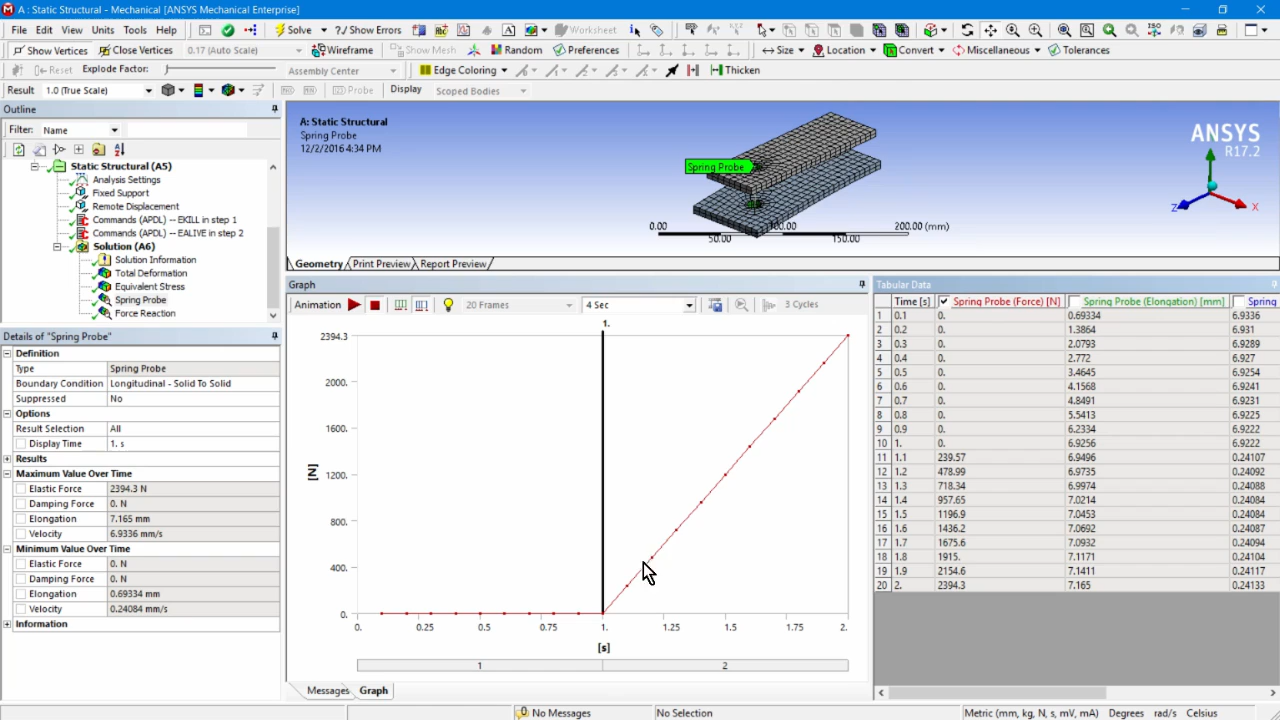 A : Static Structural - Mechanical [ANSYS Mechanical Enterprise]
File Edit View Units Tools Help Solve ?/ Show Errors Worksheet
Show Vertices Close Vertices 0.17 (Auto Scale) Wireframe Show Mesh Random Preferences Size Location Convert Miscellaneous Tolerances
Reset Explode Factor: Assembly Center Edge Coloring Thicken
Result 1.0 (True Scale) Probe Display Scoped Bodies
Outline
Filter: Name
Static Structural (A5)
Analysis Settings
Fixed Support
Remote Displacement
Commands (APDL) -- EKILL in step 1
Commands (APDL) -- EALIVE in step 2
Solution (A6)
Solution Information
Total Deformation
Equivalent Stress
Spring Probe
Force Reaction
Details of "Spring Probe"
Definition
Type Spring Probe
Boundary Condition Longitudinal - Solid To Solid
Suppressed No
Options
Result Selection All
Display Time 1. s
Results
Maximum Value Over Time
Elastic Force 2394.3 N
Damping Force 0. N
Elongation 7.165 mm
Velocity 6.9336 mm/s
Minimum Value Over Time
Elastic Force 0. N
Damping Force 0. N
Elongation 0.69334 mm
Velocity 0.24084 mm/s
Information
A: Static Structural
Spring Probe
12/2/2016 4:34 PM
Spring Probe
ANSYS
R17.2
X
Z
0.00 100.00 200.00 (mm)
50.00 150.00
Geometry Print Preview Report Preview
Graph
Animation 20 Frames 4 Sec 3 Cycles
1.
2394.3
2000.
1600.
1200.
800.
400.
0.
[N]
0. 0.25 0.5 0.75 1. 1.25 1.5 1.75 2.
[s]
1 2
Messages Graph
Tabular Data
Time [s] Spring Probe (Force) [N] Spring Probe (Elongation) [mm] Spring
1 0.1 0. 0.69334 6.9336
2 0.2 0. 1.3864 6.931
3 0.3 0. 2.0793 6.9289
4 0.4 0. 2.772 6.927
5 0.5 0. 3.4645 6.9254
6 0.6 0. 4.1568 6.9241
7 0.7 0. 4.8491 6.9231
8 0.8 0. 5.5413 6.9225
9 0.9 0. 6.2334 6.9222
10 1. 0. 6.9256 6.9222
11 1.1 239.57 6.9496 0.24107
12 1.2 478.99 6.9735 0.24092
13 1.3 718.34 6.9974 0.24088
14 1.4 957.65 7.0214 0.24084
15 1.5 1196.9 7.0453 0.24084
16 1.6 1436.2 7.0692 0.24087
17 1.7 1675.6 7.0932 0.24094
18 1.8 1915. 7.1171 0.24104
19 1.9 2154.6 7.1411 0.24117
20 2. 2394.3 7.165 0.24133
No Messages No Selection Metric (mm, kg, N, s, mV, mA) Degrees rad/s Celsius